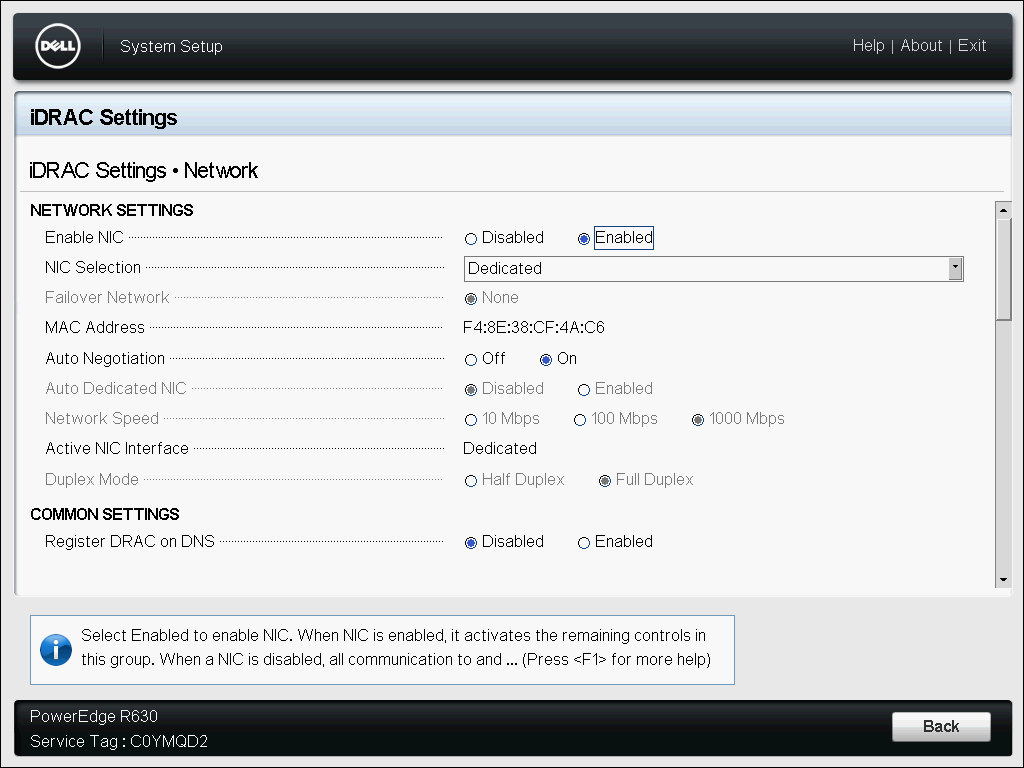 DELL System Setup Help | About | Exit
iDRAC Settings
iDRAC Settings • Network
NETWORK SETTINGS
Enable NIC Disabled Enabled
NIC Selection Dedicated
Failover Network None
MAC Address F4:8E:38:CF:4A:C6
Auto Negotiation Off On
Auto Dedicated NIC Disabled Enabled
Network Speed 10 Mbps 100 Mbps 1000 Mbps
Active NIC Interface Dedicated
Duplex Mode Half Duplex Full Duplex
COMMON SETTINGS
Register DRAC on DNS Disabled Enabled
Select Enabled to enable NIC. When NIC is enabled, it activates the remaining controls in
this group. When a NIC is disabled, all communication to and ... (Press <F1> for more help)
PowerEdge R630
Service Tag : C0YMQD2
Back